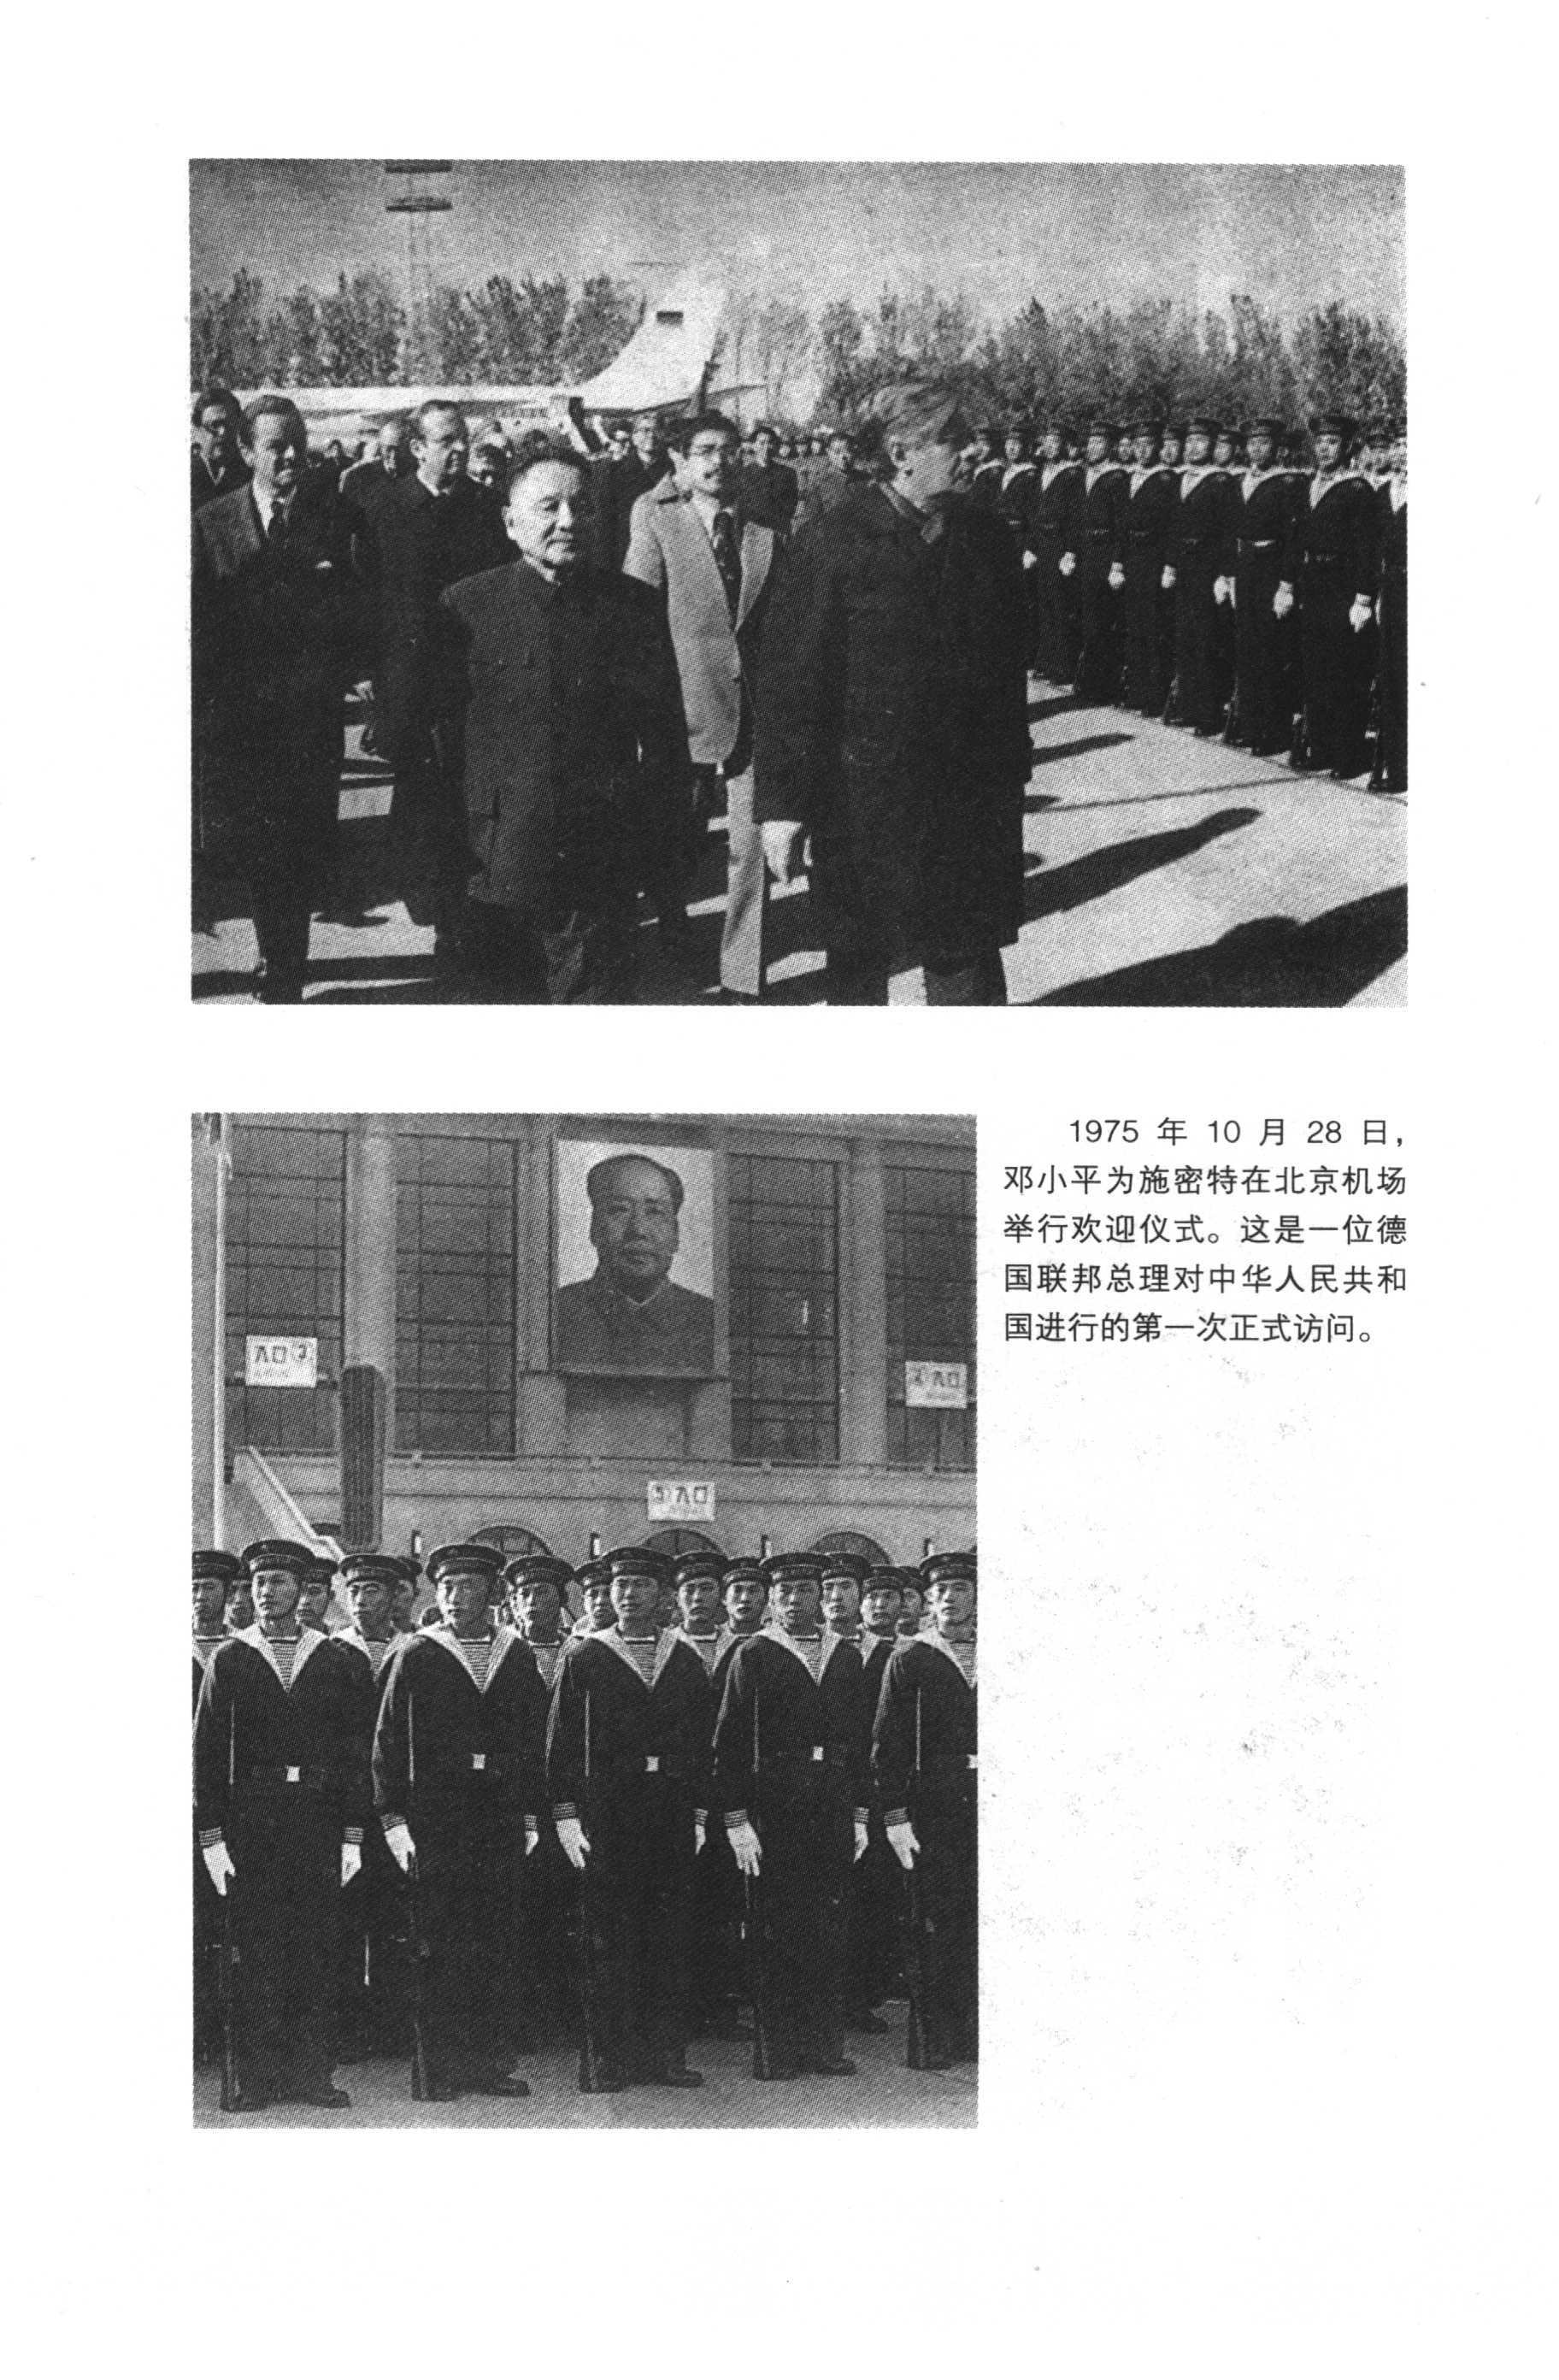 入口
入口
入口
1975 年 10 月 28 日，
邓小平为施密特在北京机场
举行欢迎仪式。这是一位德
国联邦总理对中华人民共和
国进行的第一次正式访问。